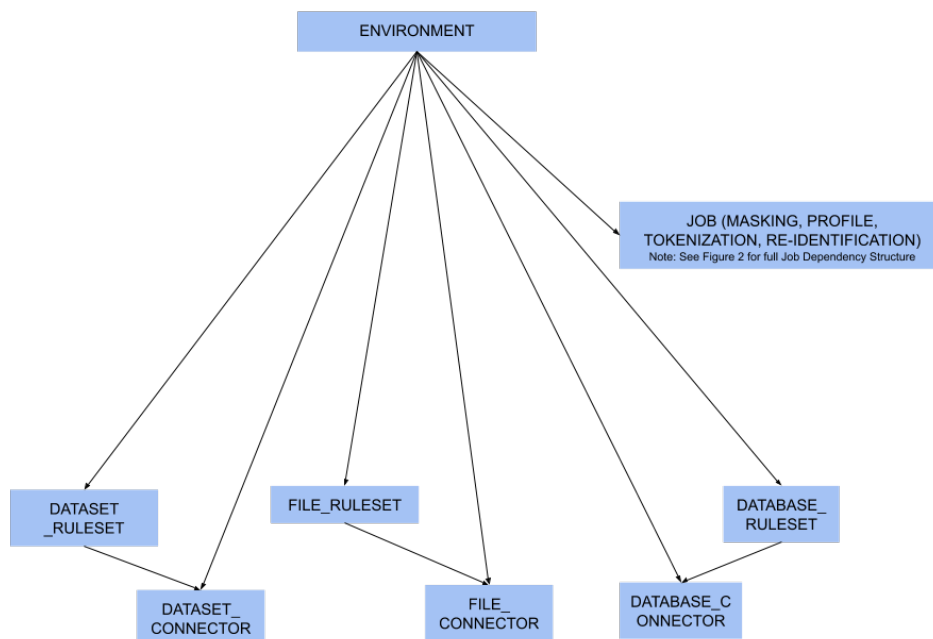 ENVIRONMENT
JOB (MASKING, PROFILE,
TOKENIZATION, RE-IDENTIFICATION)
Note: See Figure 2 for full Job Dependency Structure
DATASET
_RULESET
FILE_RULESET
DATABASE_
RULESET
DATASET_
CONNECTOR
FILE_
CONNECTOR
DATABASE_C
ONNECTOR